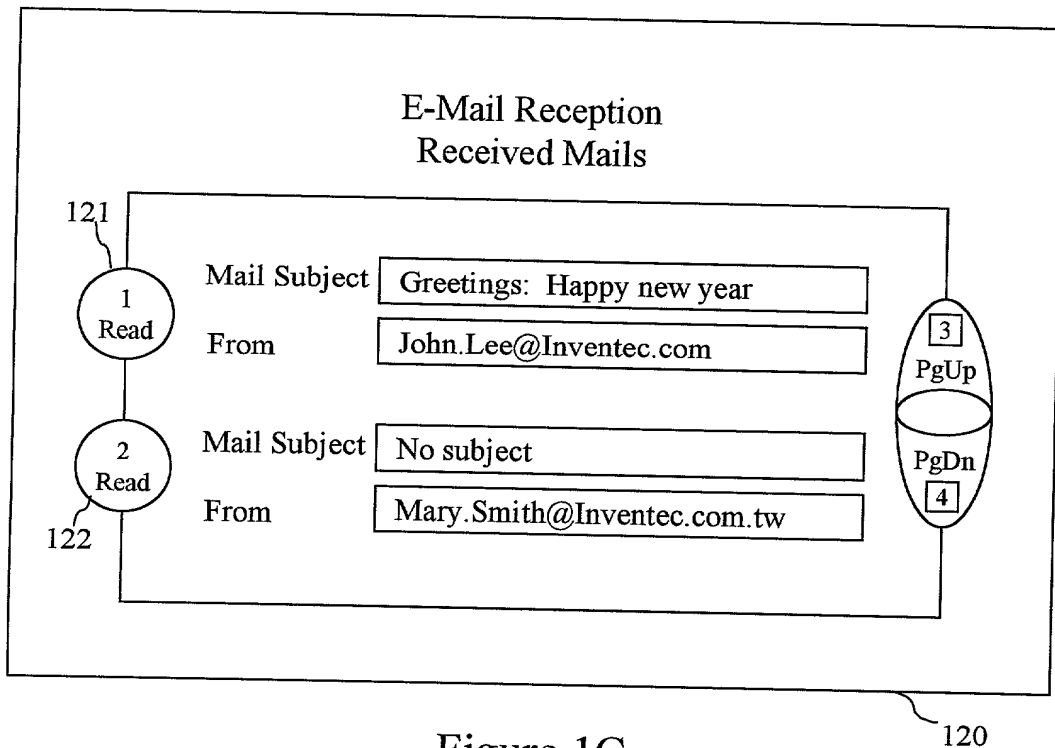 E-Mail Reception
Received Mails
121
1
Read
Mail Subject
Greetings: Happy new year
From
John.Lee@Inventec.com
3
PgUp
2
Read
122
Mail Subject
No subject
From
Mary.Smith@Inventec.com.tw
PgDn
4
120